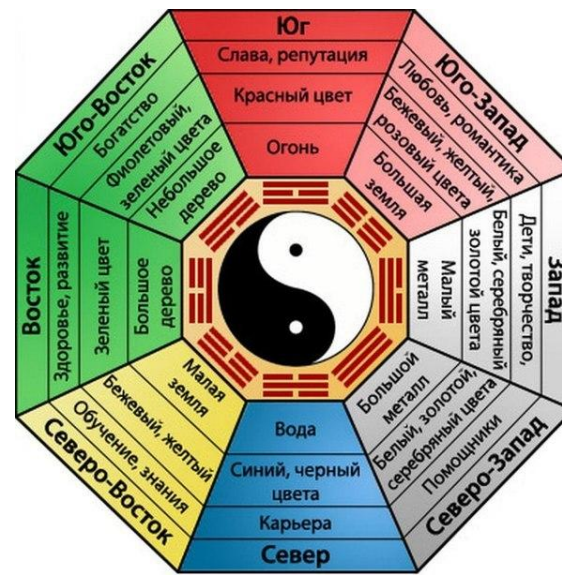 Юг
Слава, репутация
Красный цвет
Огонь
Юго-Запад
Любовь, романтика
Бежевый, желтый,
розовый цвета
Большая
земля
Запад
Дети, творчество,
Белый, серебряный
золотой цвета
Малый
металл
Большой
металл
Белый, золотой,
серебряный цвета
Помощники
Северо-Запад
Вода
Синий, черный
цвета
Карьера
Север
Малая
земля
Бежевый, желтый
Обучение, знания
Северо-Восток
Восток
Здоровье, развитие
Зеленый цвет
Большое
дерево
Юго-Восток
Богатство
Фиолетовый,
зеленый цвета
Небольшое
дерево